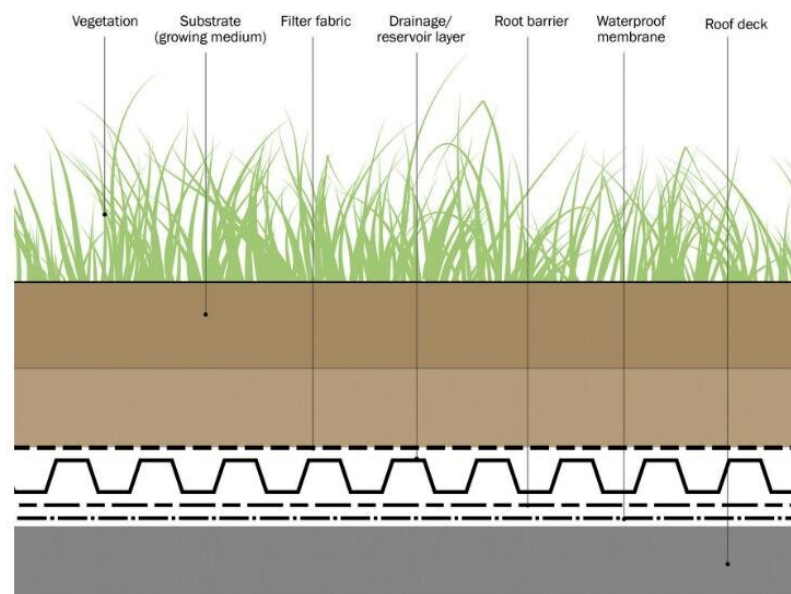 Vegetation
Substrate
(growing medium)
Filter fabric
Drainage/
reservoir layer
Root barrier
Waterproof
membrane
Roof deck